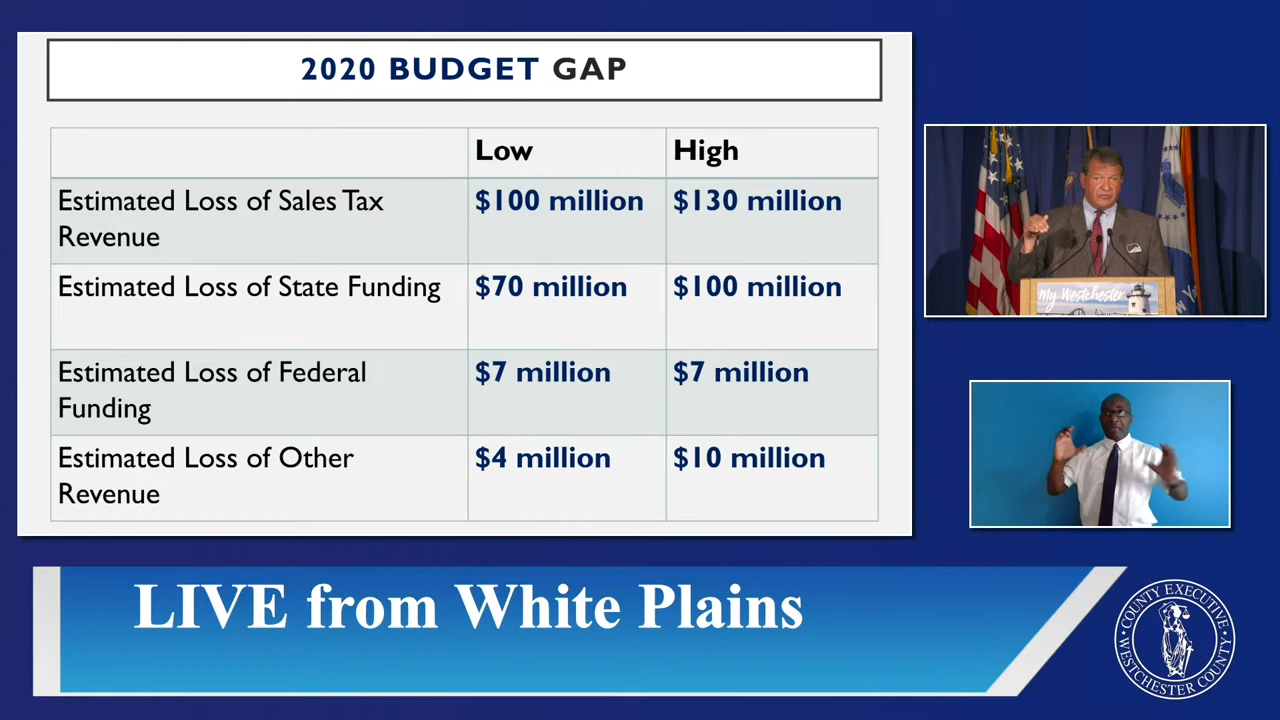 2020 BUDGET GAP
Low High
Estimated Loss of Sales Tax $100 million $130 million
Revenue
Estimated Loss of State Funding $70 million $100 million
Estimated Loss of Federal $7 million $7 million
Funding
Estimated Loss of Other $4 million $10 million
Revenue
My Westchester
LIVE from White Plains
COUNTY EXECUTIVE
WESTCHESTER COUNTY